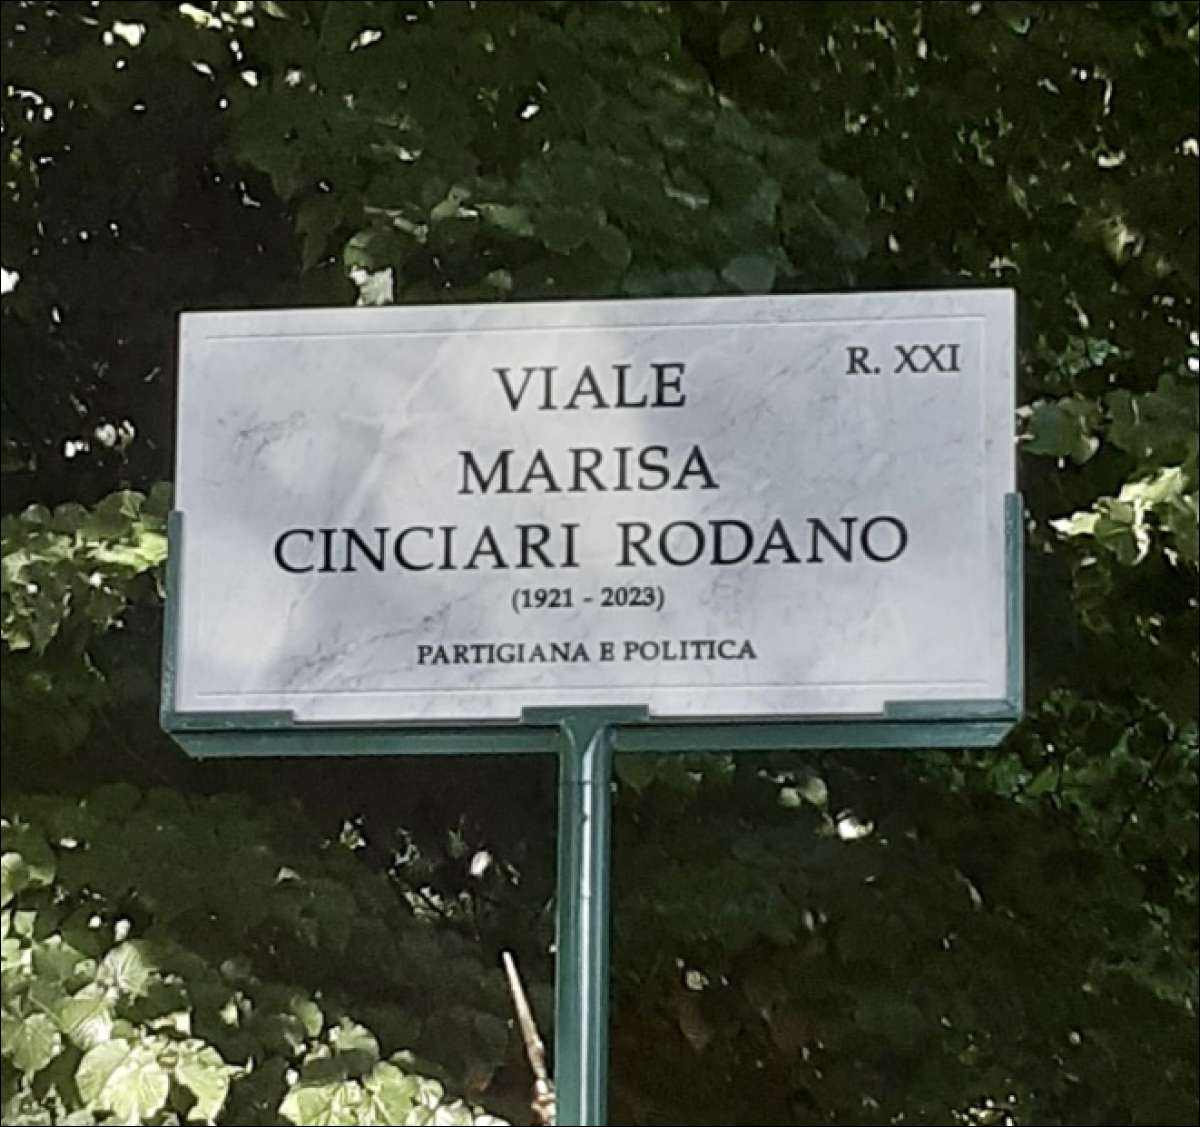 R. XXI
VIALE
MARISA
CINCIARI RODANO
(1921 - 2023)
PARTIGIANA E POLITICA